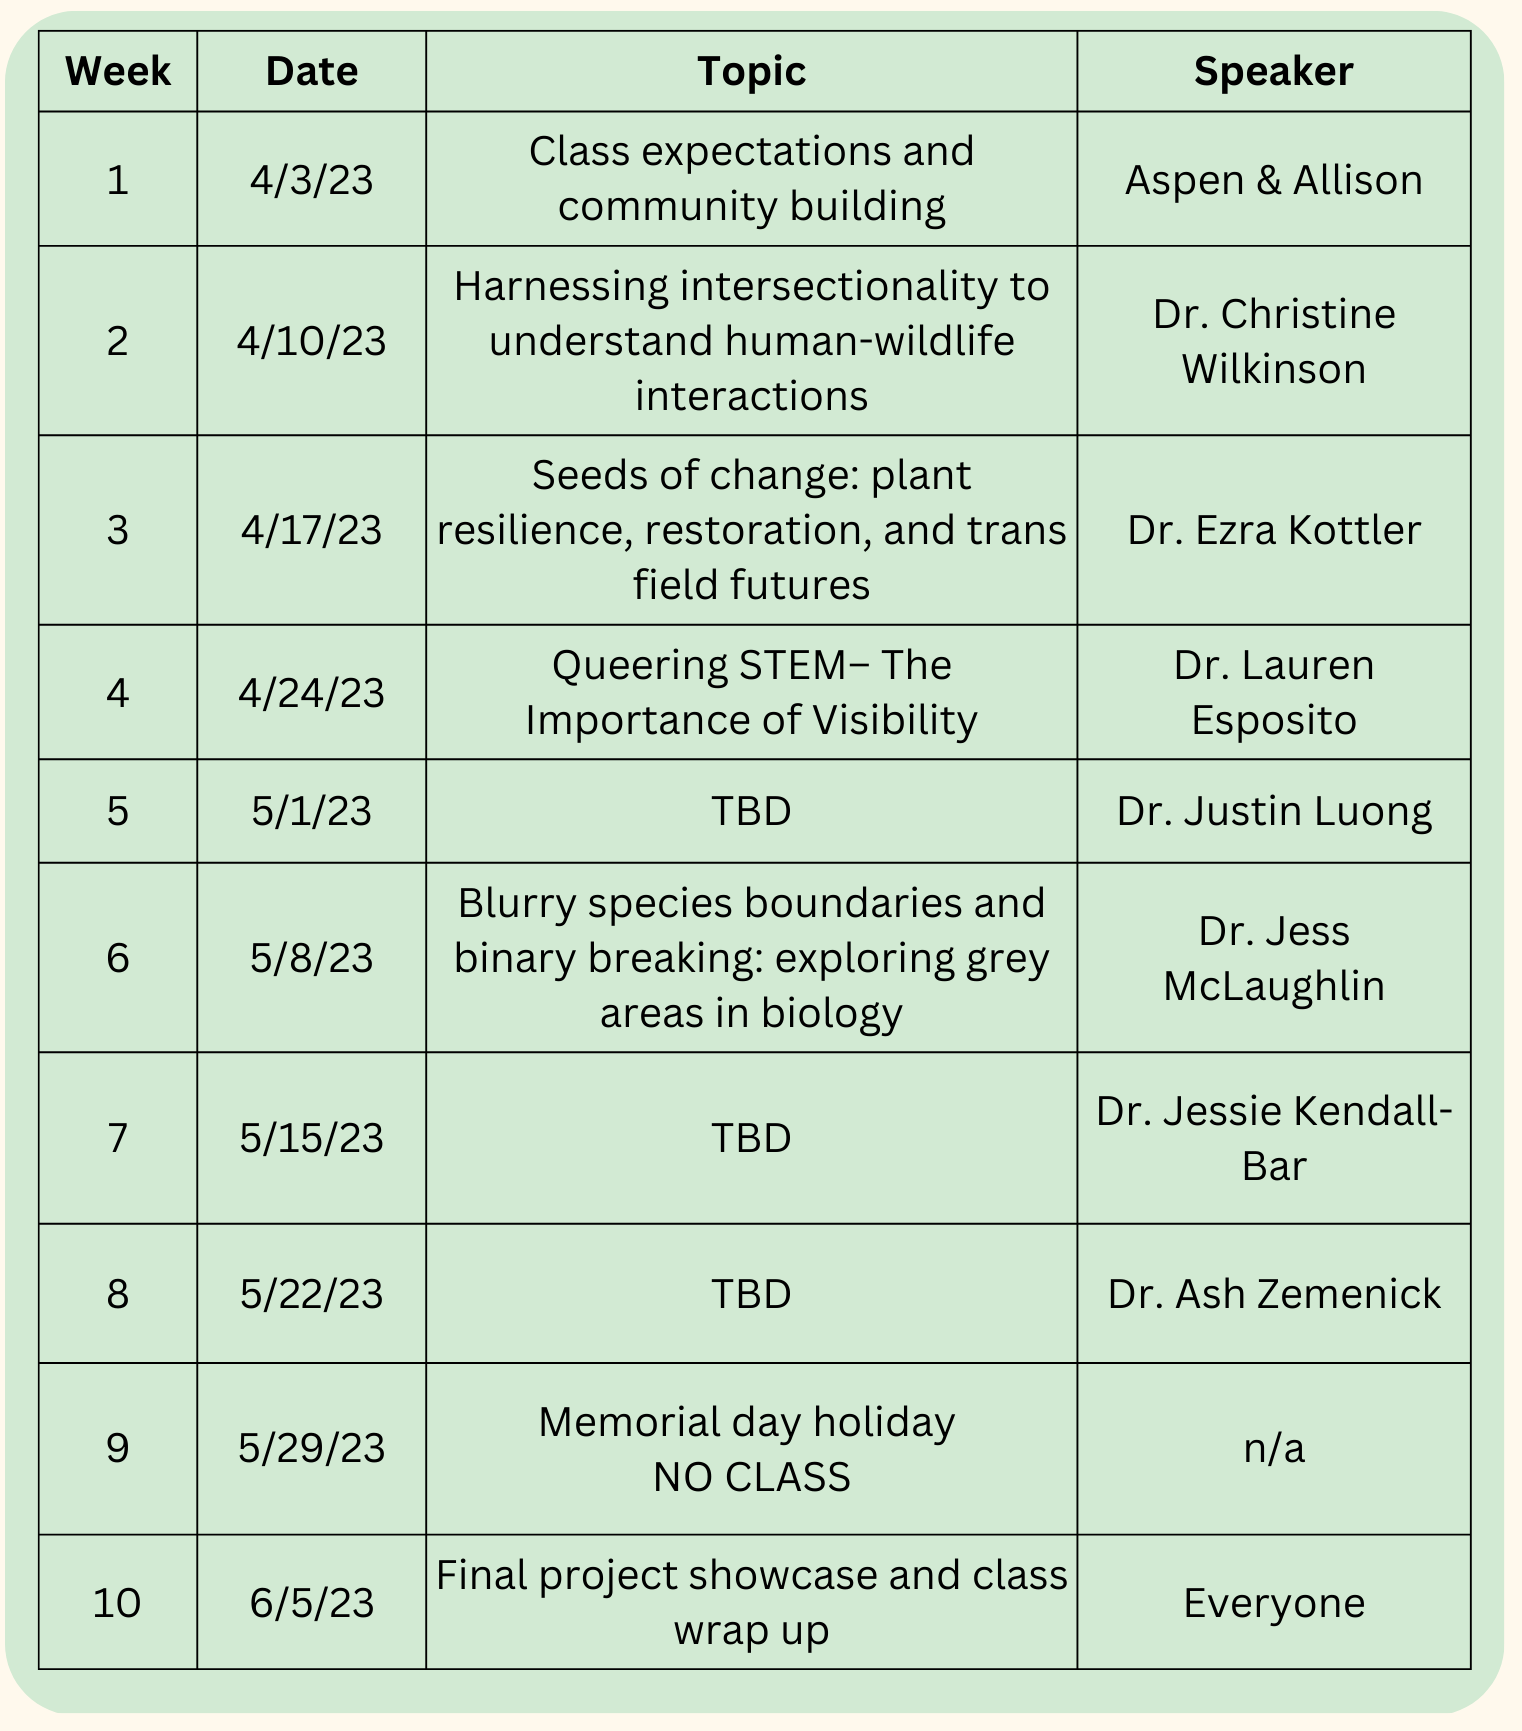 Week Date Topic Speaker
1 4/3/23 Class expectations and
community building Aspen & Allison
2 4/10/23 Harnessing intersectionality to
understand human-wildlife
interactions Dr. Christine
Wilkinson
3 4/17/23 Seeds of change: plant
resilience, restoration, and trans
field futures Dr. Ezra Kottler
4 4/24/23 Queering STEM– The
Importance of Visibility Dr. Lauren
Esposito
5 5/1/23 TBD Dr. Justin Luong
6 5/8/23 Blurry species boundaries and
binary breaking: exploring grey
areas in biology Dr. Jess
McLaughlin
7 5/15/23 TBD Dr. Jessie Kendall-
Bar
8 5/22/23 TBD Dr. Ash Zemenick
9 5/29/23 Memorial day holiday
NO CLASS n/a
10 6/5/23 Final project showcase and class
wrap up Everyone